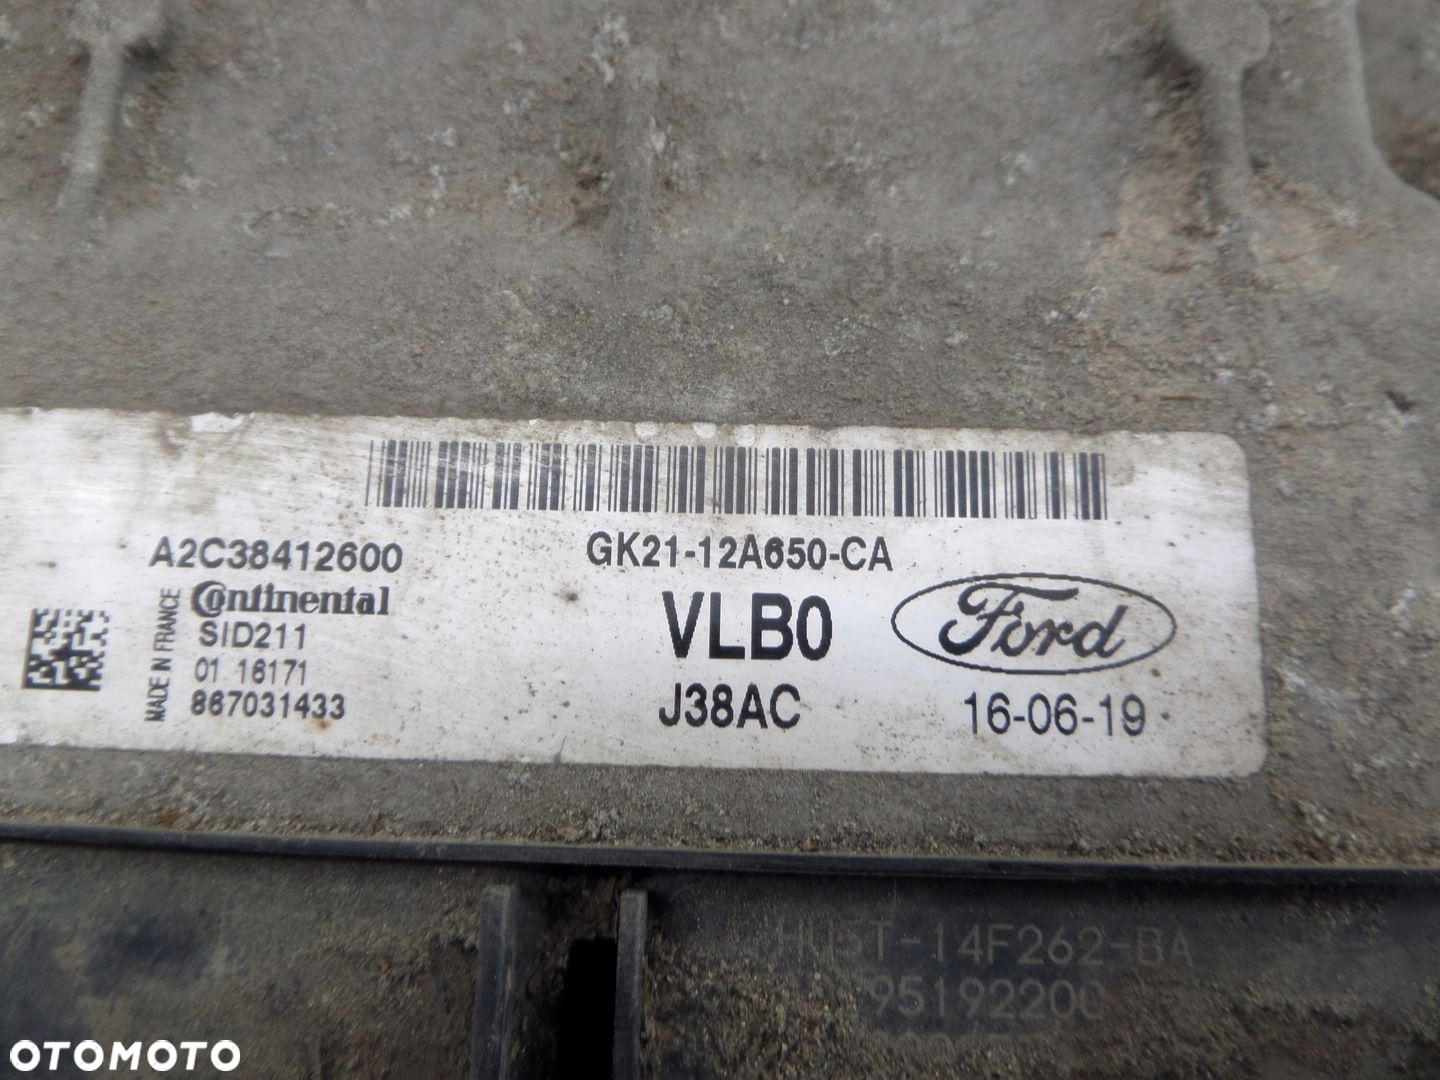 A2C38412600
GK21-12A650-CA
MADE IN FRANCE
Continental
SID211
01 16171
867031433
VLB0
J38AC
Ford
16-06-19
HU5T-14F262-BA
95192200
OTOMOTO